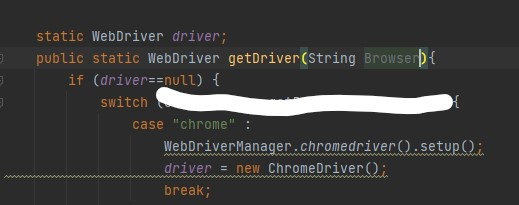 static WebDriver driver;
public static WebDriver getDriver(String Browser){
if (driver==null) {
switch ( {
case "chrome" :
WebDriverManager.chromedriver().setup();
driver = new ChromeDriver();
break;